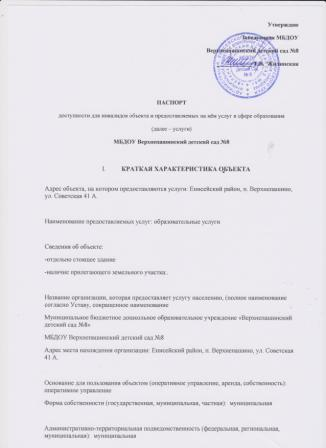 Утверждаю
Заведующая МБДОУ
Верхнепашинский детский сад №8
ПАСПОРТ
доступности для инвалидов объекта и предоставляемых на нём услуг в сфере образования
(далее – услуги)
МБДОУ Верхнепашинский детский сад №8
I. КРАТКАЯ ХАРАКТЕРИСТИКА ОБЪЕКТА
Адрес объекта, на котором предоставляются услуги: Енисейский район, п. Верхнепашино,
ул. Советская 41 А.
Наименование предоставляемых услуг: образовательные услуги
Сведения об объекте:
-отдельно стоящее здание
-наличие прилегающего земельного участка.
Название организации, которая предоставляет услугу населению, (полное наименование
согласно Уставу, сокращенное наименование
Муниципальное бюджетное дошкольное образовательное учреждение «Верхнепашинский
детский сад №8»
МБДОУ Верхнепашинский детский сад №8
Адрес места нахождения организации: Енисейский район, п. Верхнепашино, ул. Советская
41 А.
Основание для пользования объектом (оперативное управление, аренда, собственность):
оперативное управление
Форма собственности (государственная, муниципальная, частная): муниципальная
Административно-территориальная подведомственность (федеральная, региональная,
муниципальная): муниципальная